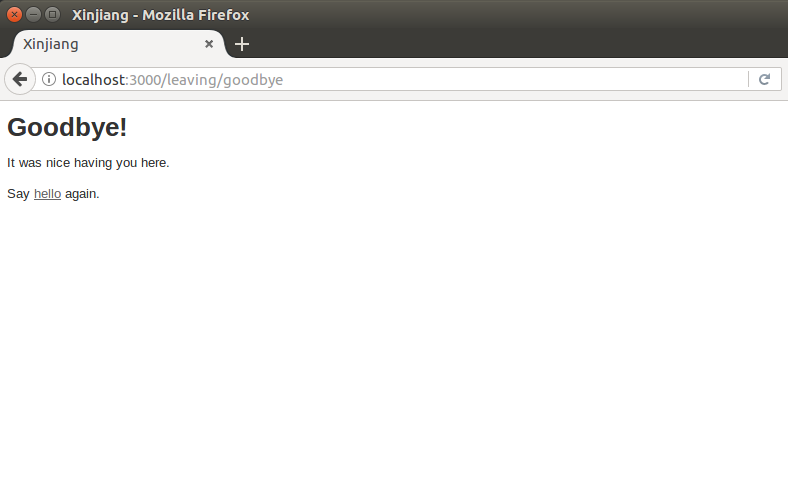 Xinjiang - Mozilla Firefox
Xinjiang
localhost:3000/leaving/goodbye
Goodbye!
It was nice having you here.
Say hello again.